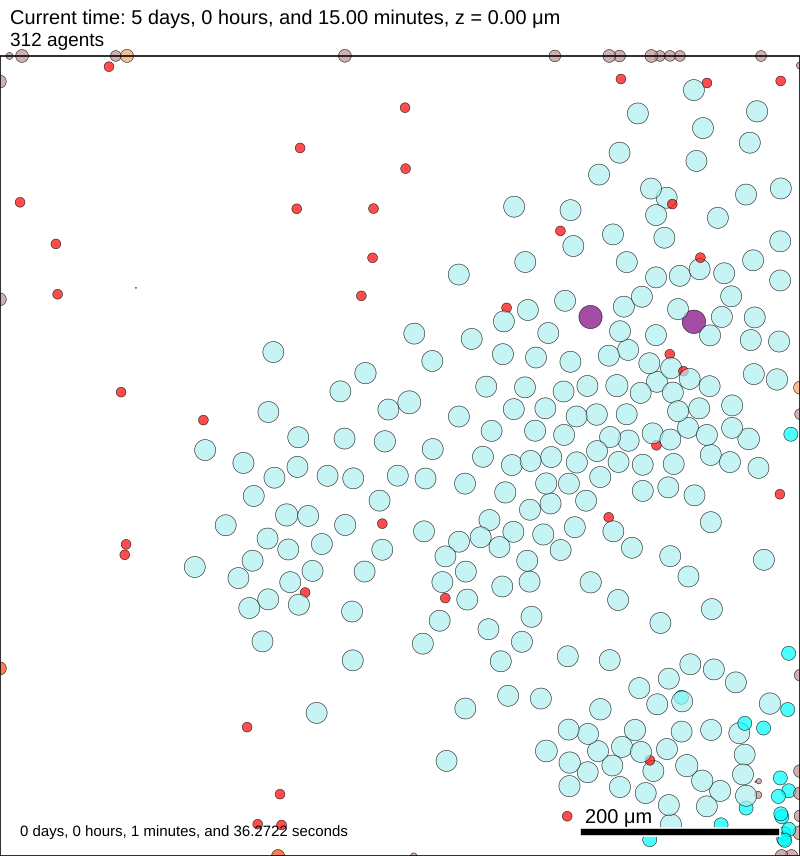 Current time: 5 days, 0 hours, and 15.00 minutes, z = 0.00 μm
312 agents
200 μm
0 days, 0 hours, 1 minutes, and 36.2722 seconds